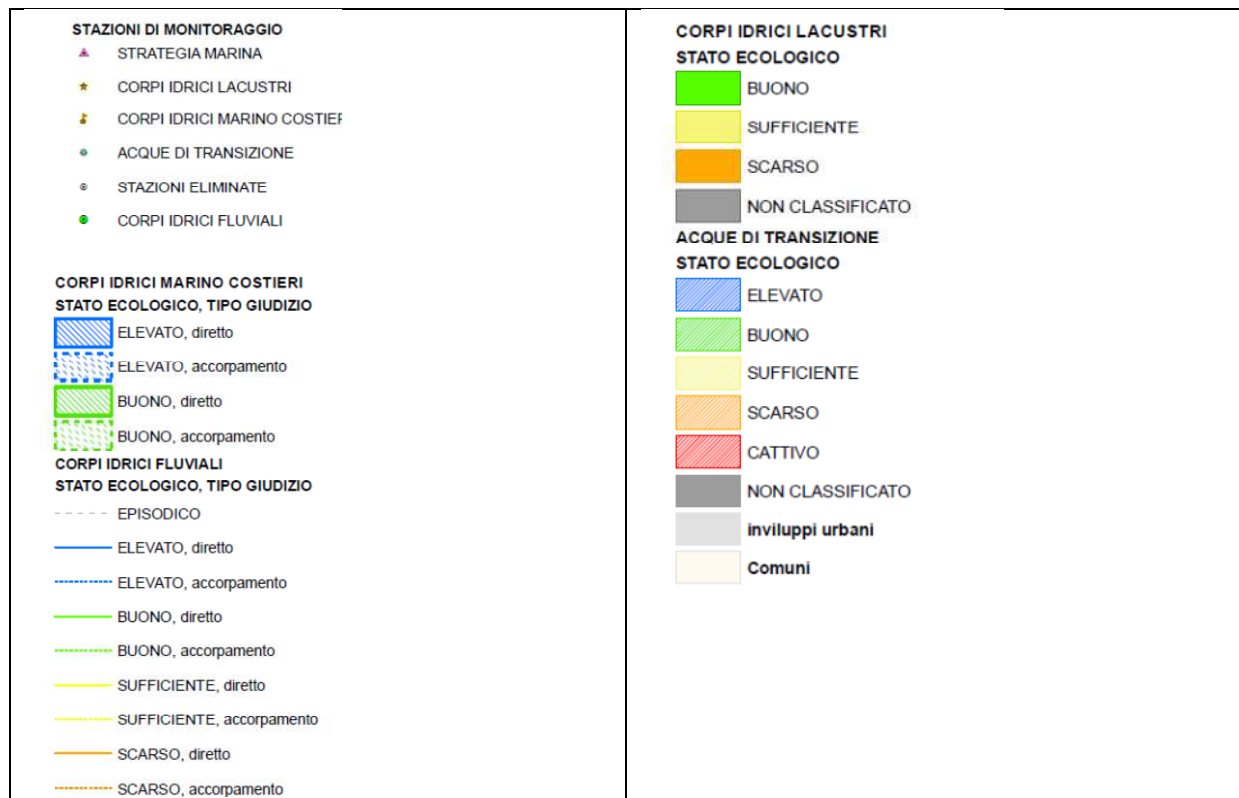 STAZIONI DI MONITORAGGIO
STRATEGIA MARINA
CORPI IDRICI LACUSTRI
CORPI IDRICI MARINO COSTIER
ACQUE DI TRANSIZIONE
STAZIONI ELIMINATE
CORPI IDRICI FLUVIALI
CORPI IDRICI MARINO COSTIERI
STATO ECOLOGICO, TIPO GIUDIZIO
ELEVATO, diretto
ELEVATO, accorpamento
BUONO, diretto
BUONO, accorpamento
CORPI IDRICI FLUVIALI
STATO ECOLOGICO, TIPO GIUDIZIO
EPISODICO
ELEVATO, diretto
ELEVATO, accorpamento
BUONO, diretto
BUONO, accorpamento
SUFFICIENTE, diretto
SUFFICIENTE, accorpamento
SCARSO, diretto
SCARSO, accorpamento
CORPI IDRICI LACUSTRI
STATO ECOLOGICO
BUONO
SUFFICIENTE
SCARSO
NON CLASSIFICATO
ACQUE DI TRANSIZIONE
STATO ECOLOGICO
ELEVATO
BUONO
SUFFICIENTE
SCARSO
CATTIVO
NON CLASSIFICATO
inviluppi urbani
Comuni